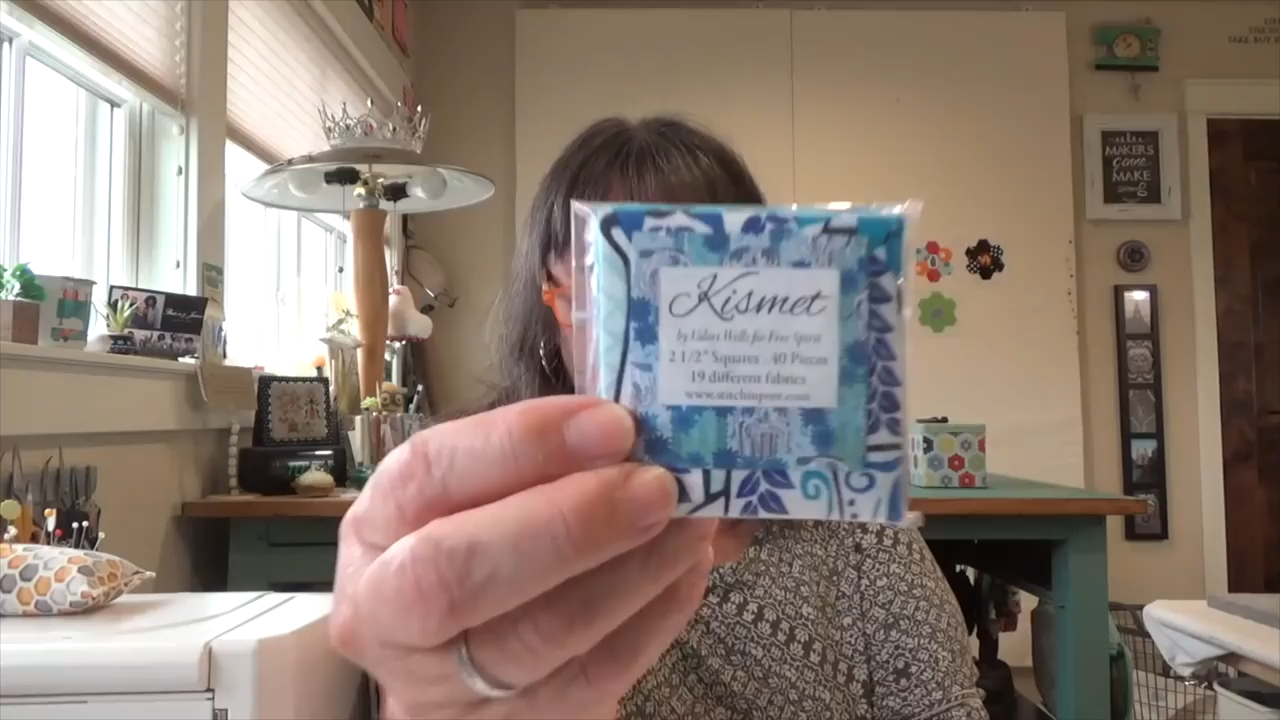 MAKERS
gonna
MAKE
Kismet
by Valori Wells for Free Spirit
2 1/2" Squares - 40 Pieces
19 different fabrics
www.stitchinpost.com